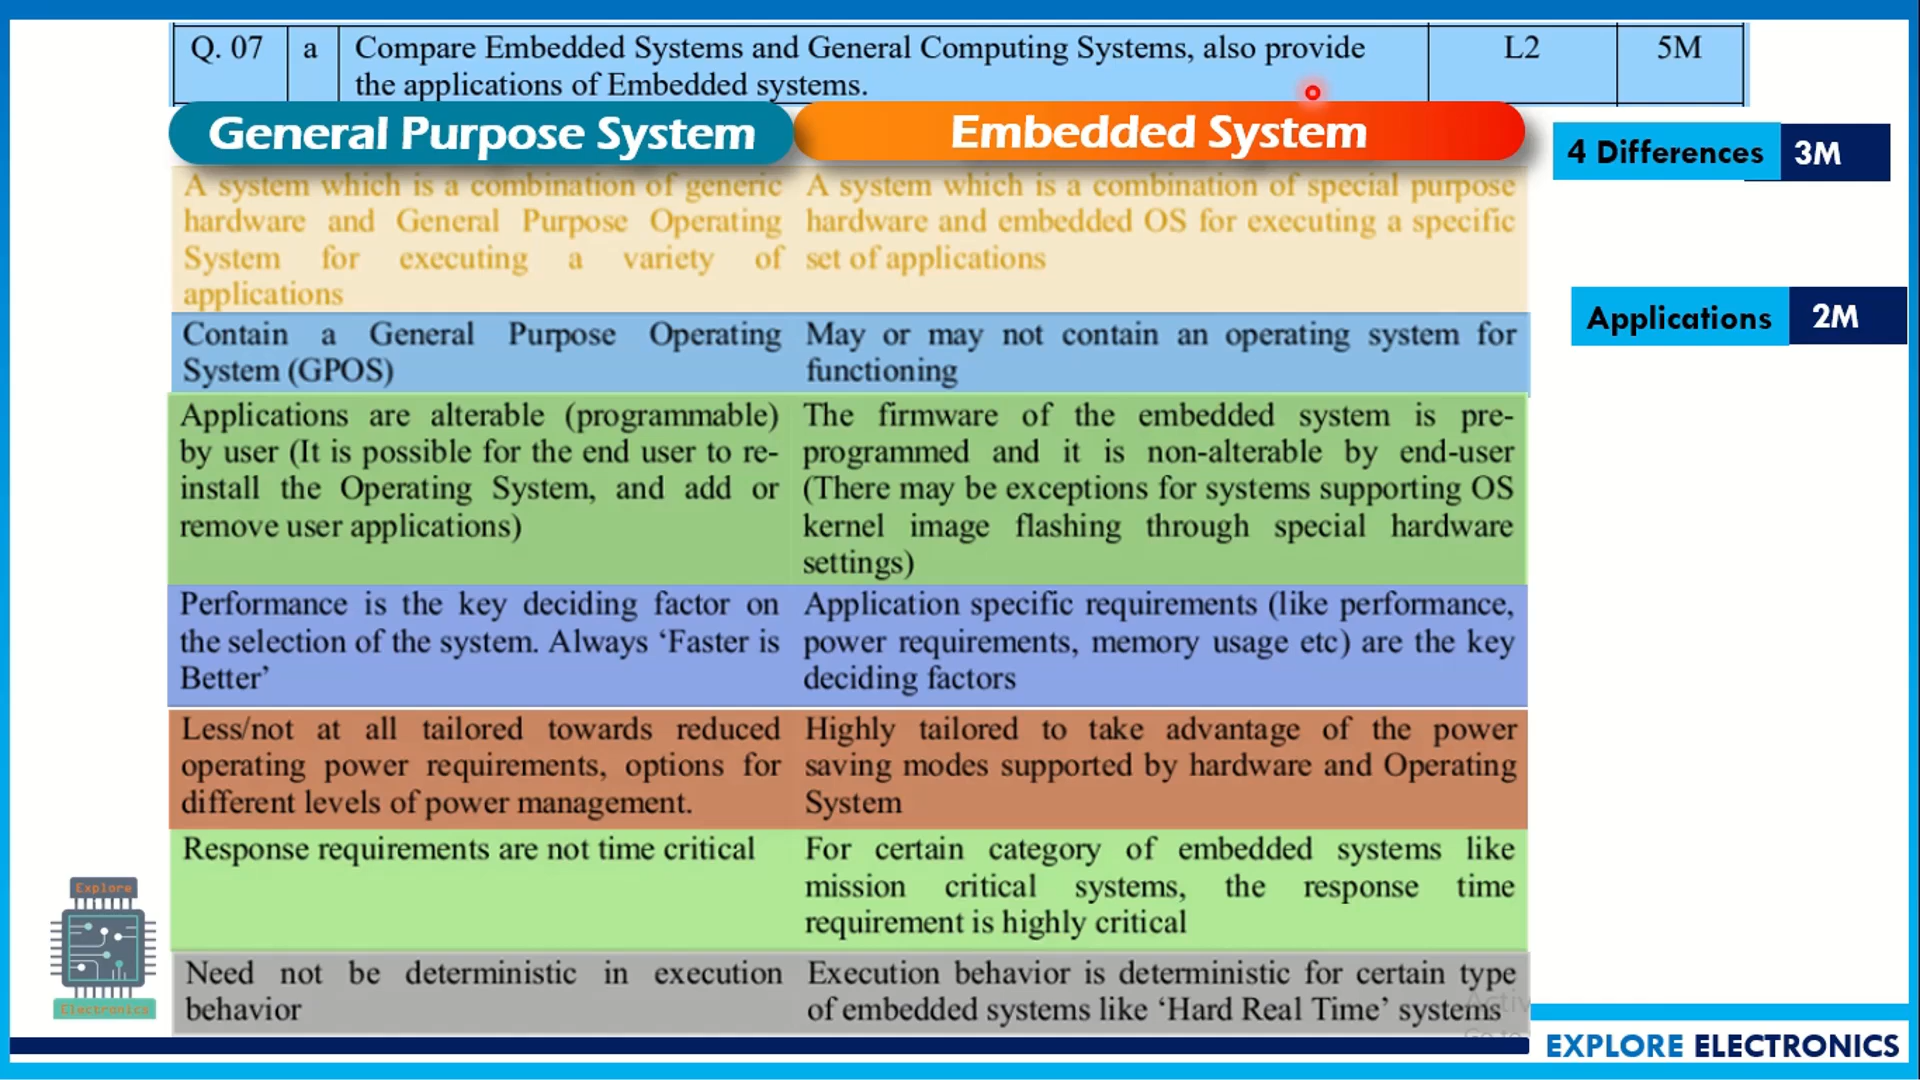 Q. 07 a Compare Embedded Systems and General Computing Systems, also provide L2 5M
the applications of Embedded systems.
General Purpose System Embedded System
4 Differences 3M
A system which is a combination of generic
hardware and General Purpose Operating
System for executing a variety of
applications
A system which is a combination of special purpose
hardware and embedded OS for executing a specific
set of applications
Applications 2M
Contain a General Purpose Operating
System (GPOS)
May or may not contain an operating system for
functioning
Applications are alterable (programmable)
by user (It is possible for the end user to re-
install the Operating System, and add or
remove user applications)
The firmware of the embedded system is pre-
programmed and it is non-alterable by end-user
(There may be exceptions for systems supporting OS
kernel image flashing through special hardware
settings)
Performance is the key deciding factor on
the selection of the system. Always ‘Faster is
Better’
Application specific requirements (like performance,
power requirements, memory usage etc) are the key
deciding factors
Less/not at all tailored towards reduced
operating power requirements, options for
different levels of power management.
Highly tailored to take advantage of the power
saving modes supported by hardware and Operating
System
Response requirements are not time critical
For certain category of embedded systems like
mission critical systems, the response time
requirement is highly critical
Need not be deterministic in execution
behavior
Execution behavior is deterministic for certain type
of embedded systems like ‘Hard Real Time’ systems
Explore
Electronics
EXPLORE ELECTRONICS